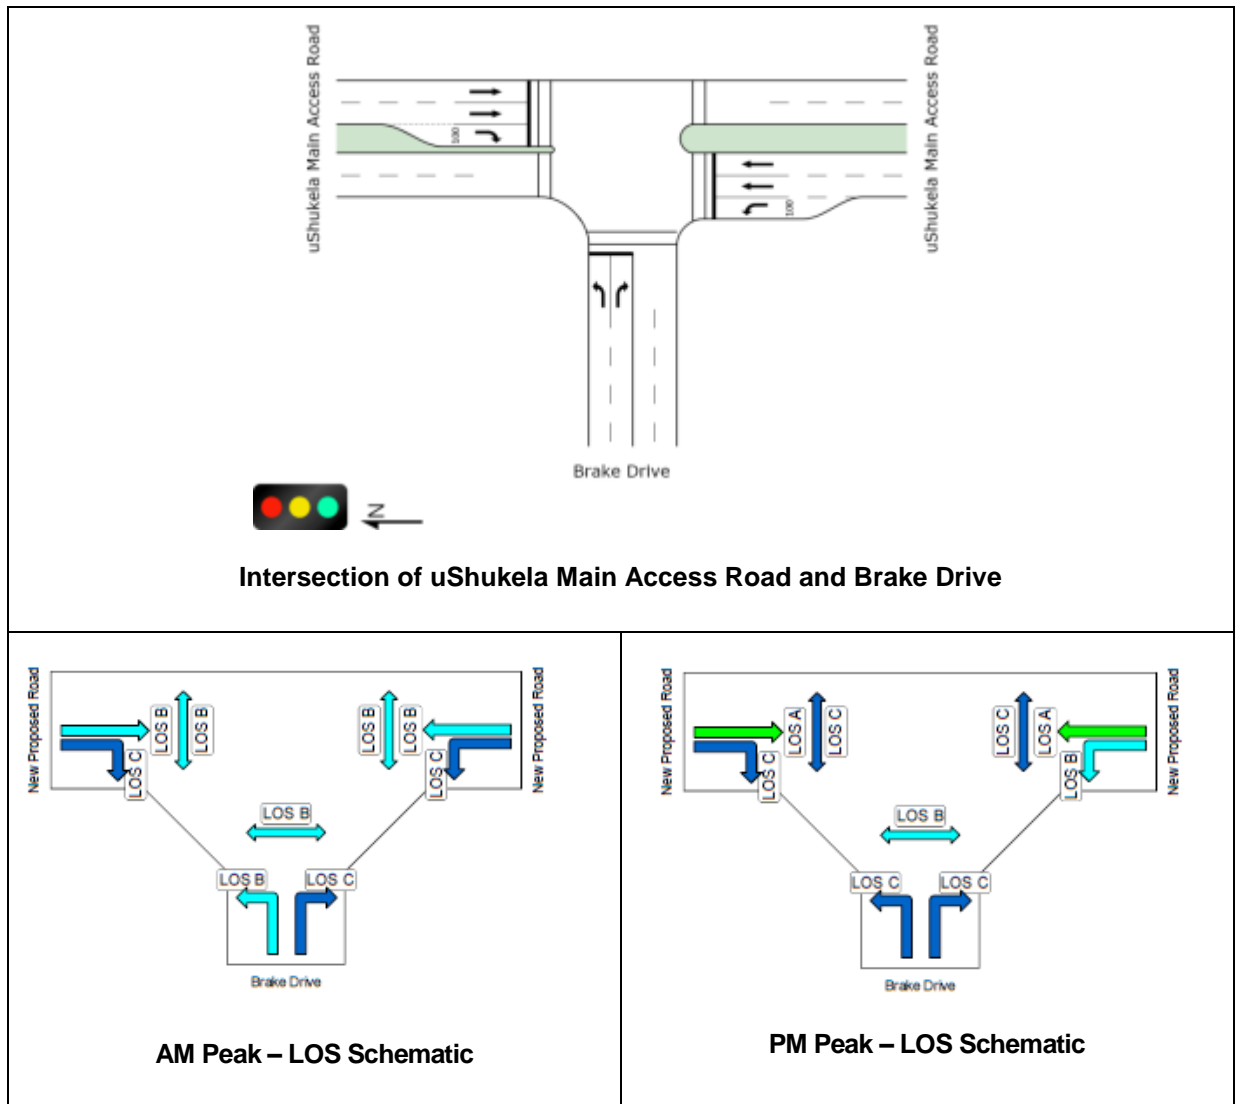 uShukela Main Access Road
uShukela Main Access Road
100
100
Brake Drive
N
Intersection of uShukela Main Access Road and Brake Drive
New Proposed Road
LOS B
LOS B
LOS C
LOS B
LOS B
LOS C
New Proposed Road
LOS B
LOS B
LOS C
Brake Drive
AM Peak – LOS Schematic
New Proposed Road
LOS A
LOS C
LOS C
LOS C
LOS A
LOS B
New Proposed Road
LOS B
LOS C
LOS C
Brake Drive
PM Peak – LOS Schematic